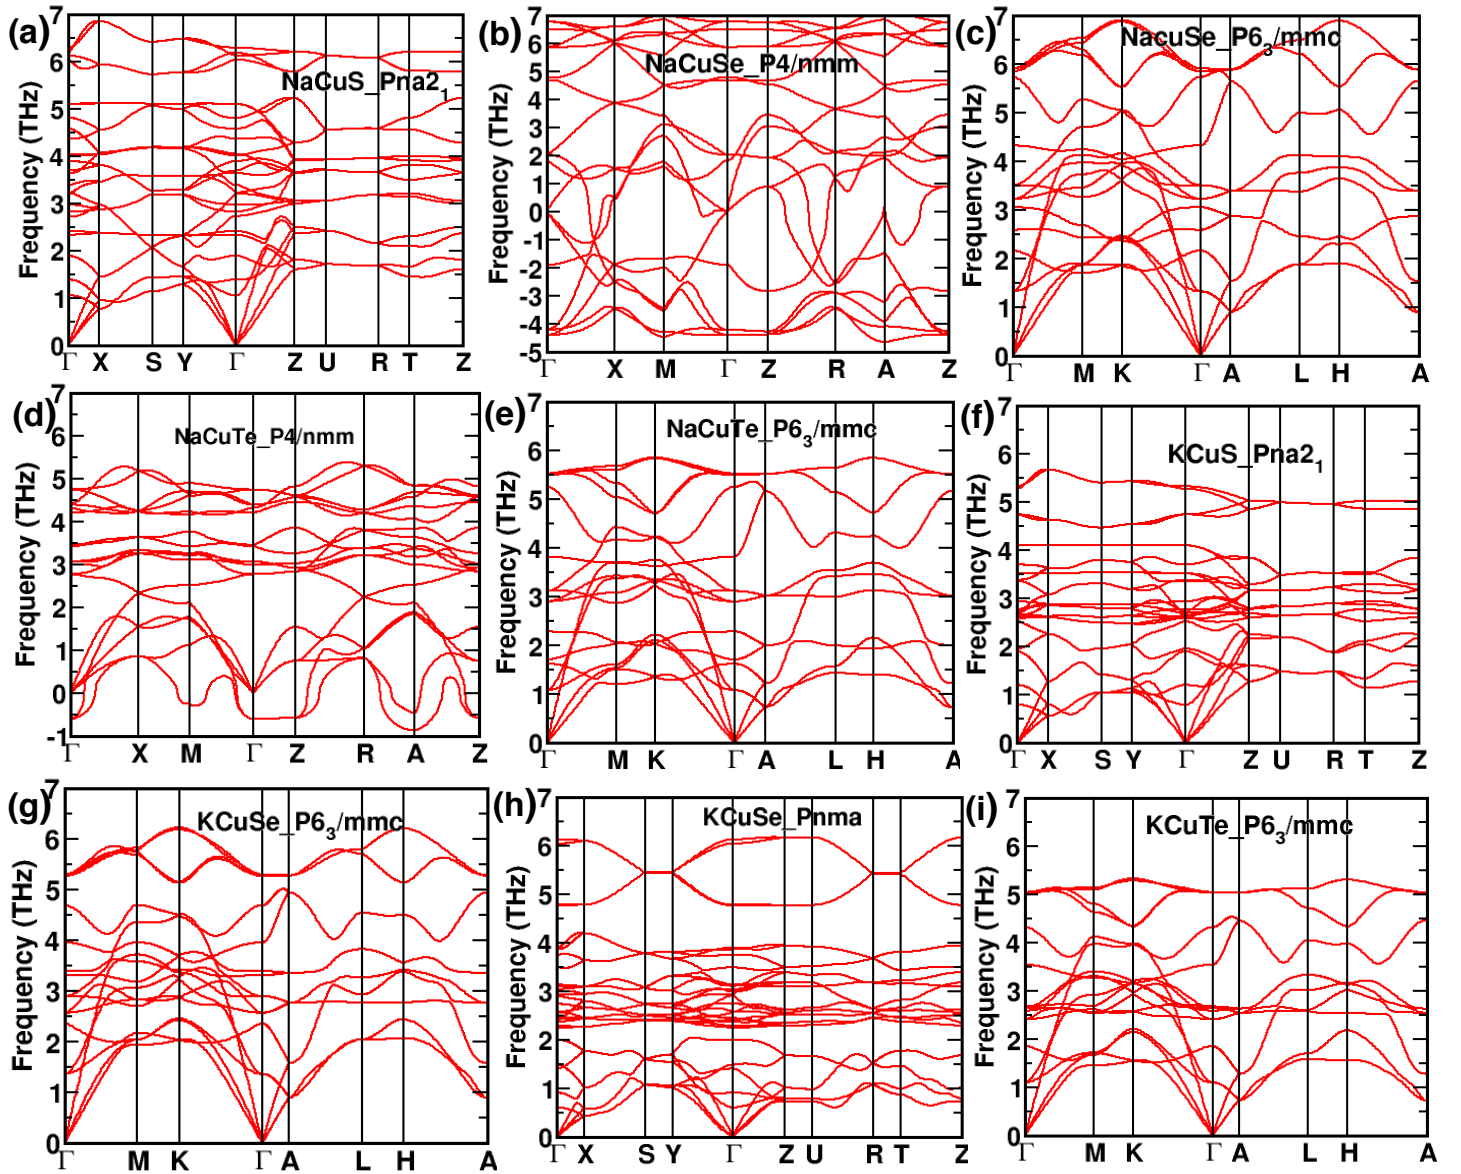 (a)
NaCuS_Pna2₁
Frequency (THz)
7
6
5
4
3
2
1
0
Γ X S Y Γ Z U R T Z
(b)
NaCuSe_P4/nmm
Frequency (THz)
7
6
5
4
3
2
1
0
-1
-2
-3
-4
-5
Γ X M Γ Z R A Z
(c)
NacuSe_P6₃/mmc
Frequency (THz)
7
6
5
4
3
2
1
0
Γ M K Γ A L H A
(d)
NaCuTe_P4/nmm
Frequency (THz)
7
6
5
4
3
2
1
0
-1
Γ X M Γ Z R A Z
(e)
NaCuTe_P6₃/mmc
Frequency (THz)
7
6
5
4
3
2
1
0
Γ M K Γ A L H A
(f)
KCuS_Pna2₁
Frequency (THz)
7
6
5
4
3
2
1
0
Γ X S Y Γ Z U R T Z
(g)
KCuSe_P6₃/mmc
Frequency (THz)
7
6
5
4
3
2
1
0
Γ M K Γ A L H A
(h)
KCuSe_Pnma
Frequency (THz)
7
6
5
4
3
2
1
0
Γ X S Y Γ Z U R T Z
(i)
KCuTe_P6₃/mmc
Frequency (THz)
7
6
5
4
3
2
1
0
Γ M K Γ A L H A